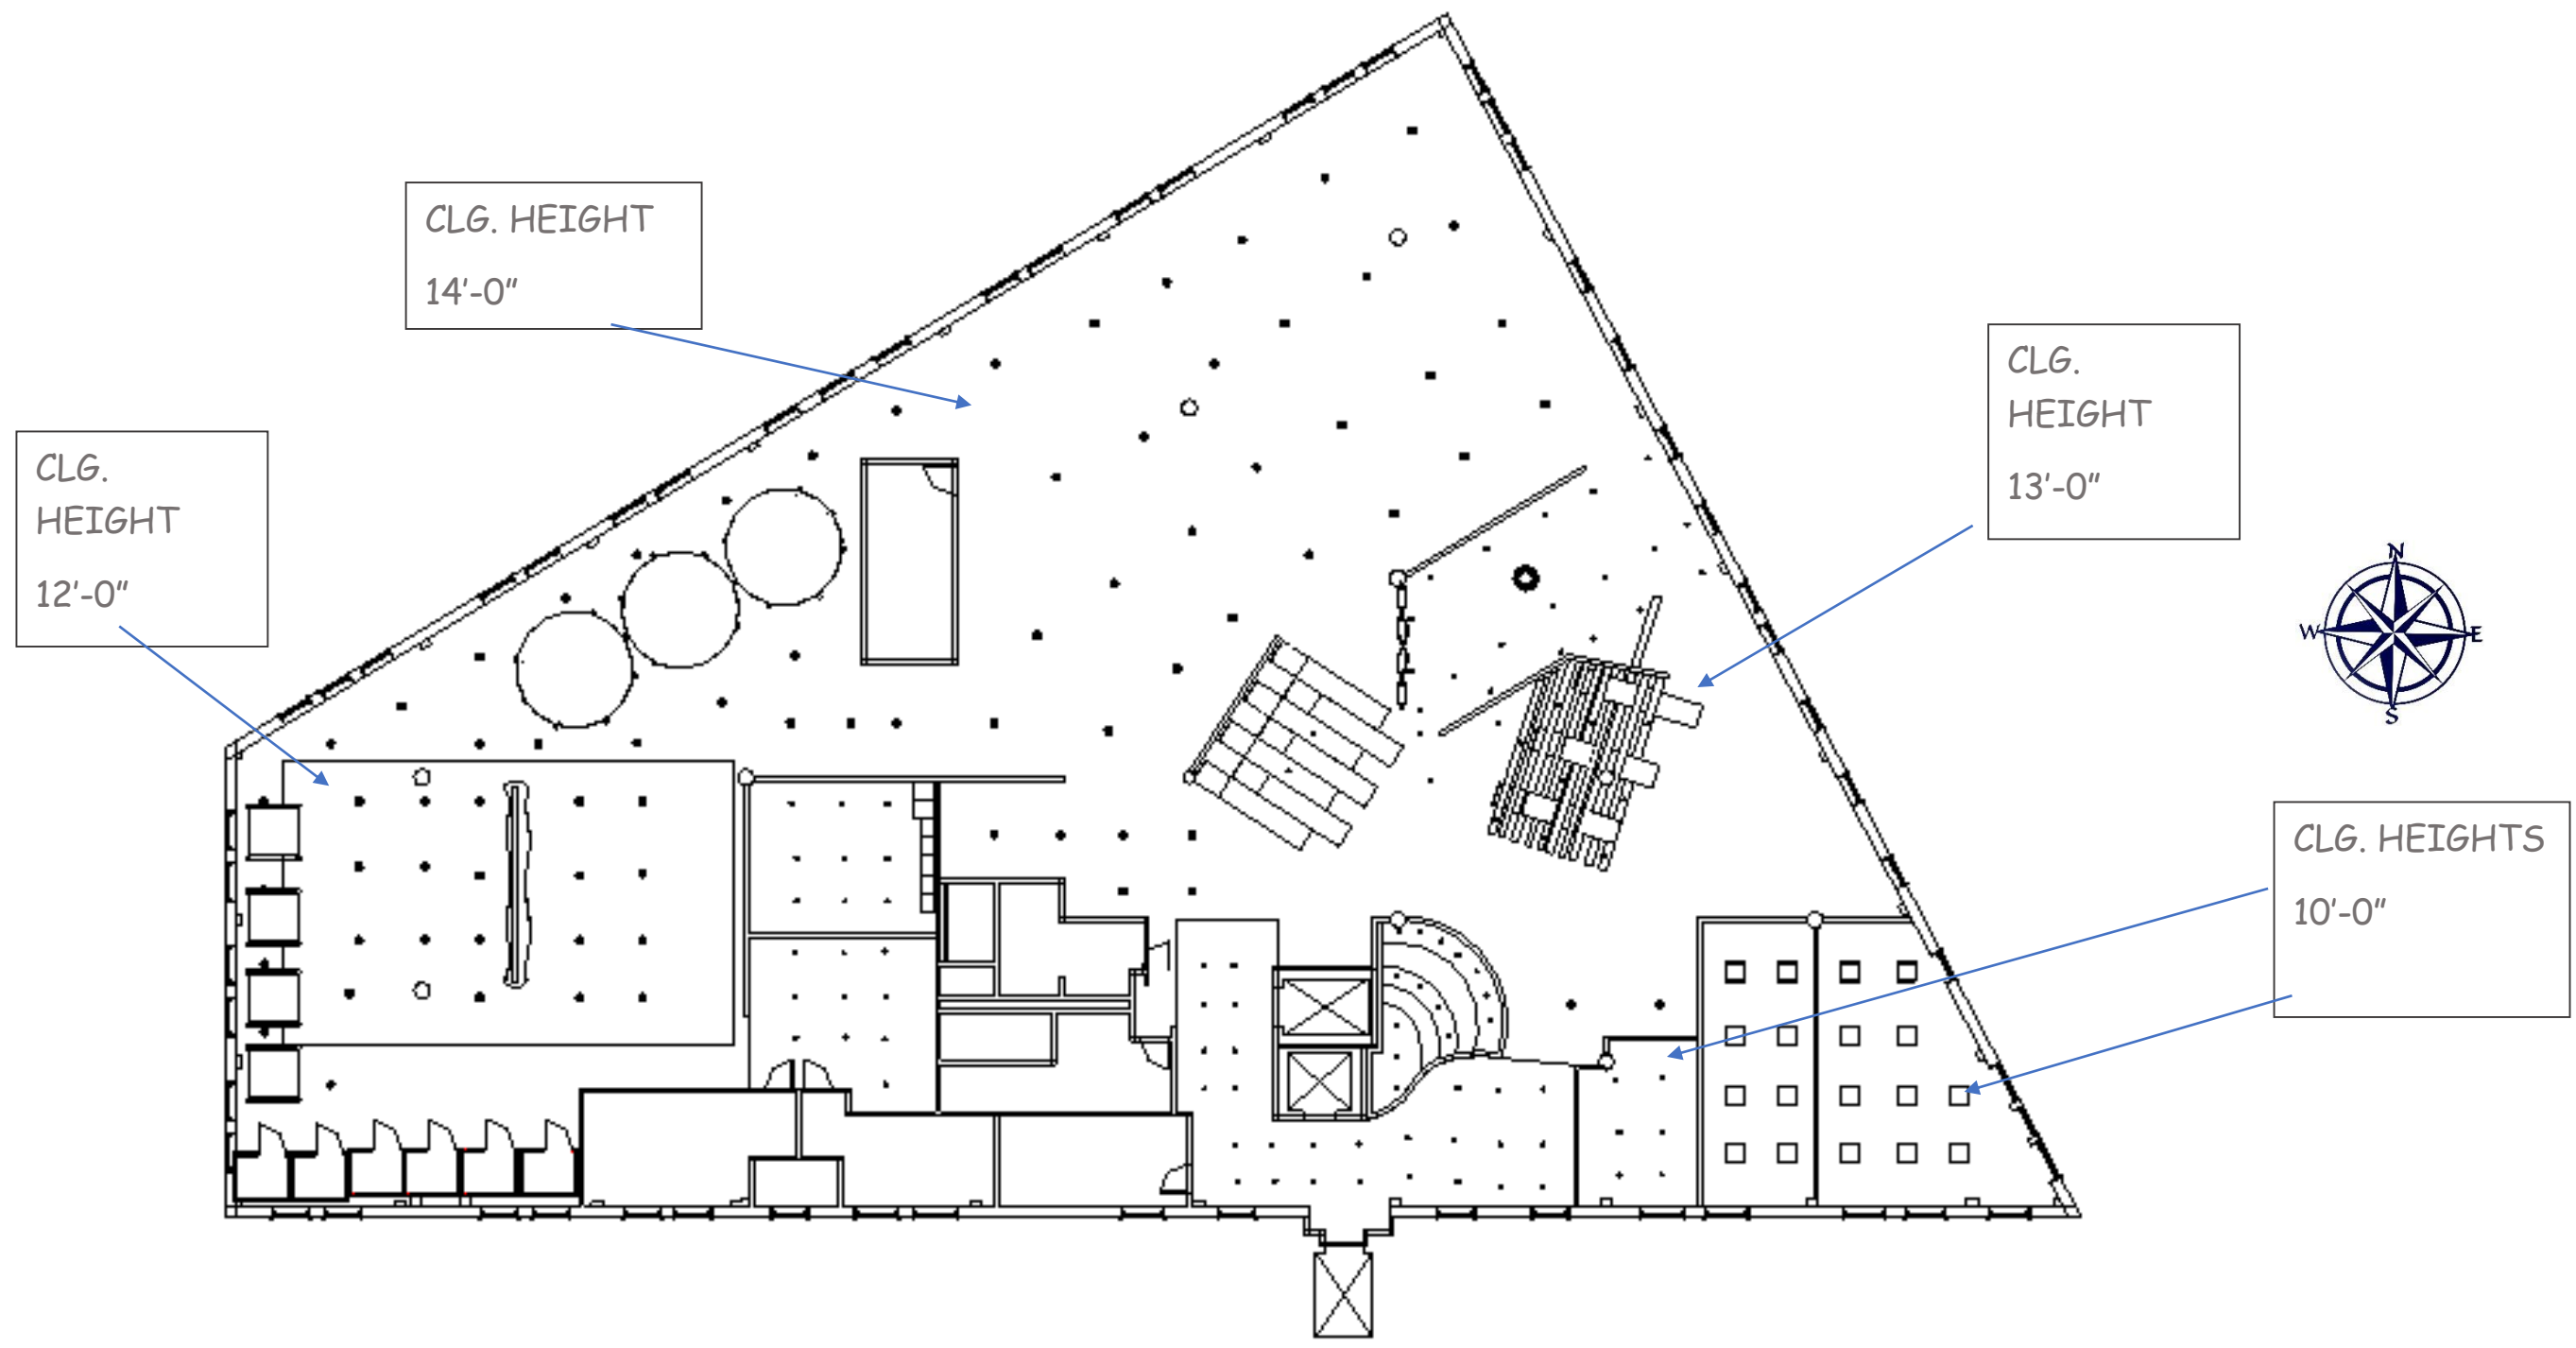 CLG. HEIGHT
14'-0"
CLG.
HEIGHT
13'-0"
CLG.
HEIGHT
12'-0"
N
W
E
S
CLG. HEIGHTS
10'-0"